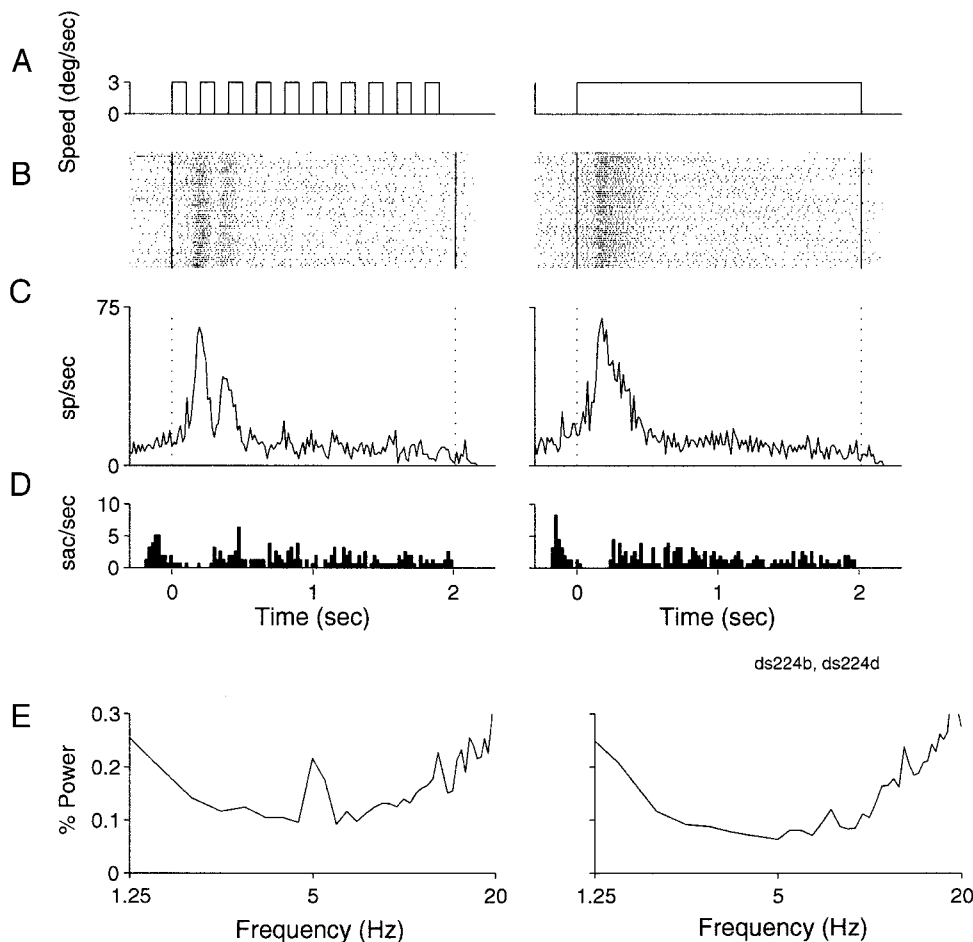 A
Speed (deg/sec)
3
0
B
C
75
sp/sec
0
D
10
sac/sec
5
0
0 1 2
0 1 2
Time (sec)
Time (sec)
ds224b, ds224d
E
0.3
0.2
% Power
0.1
0
1.25 5 20
1.25 5 20
Frequency (Hz)
Frequency (Hz)